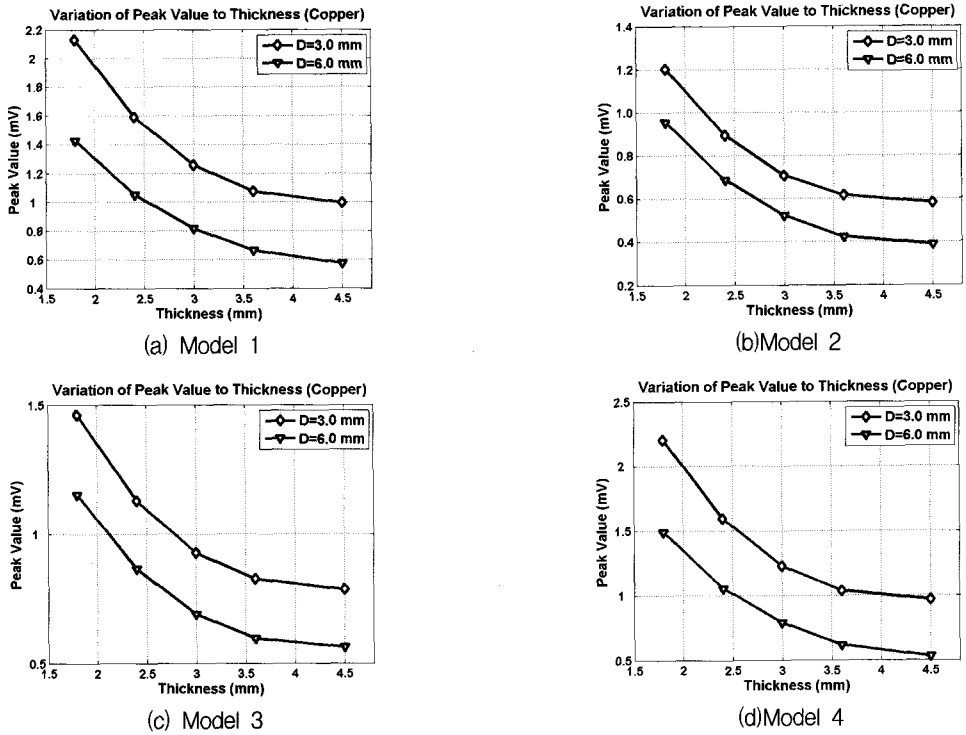 Variation of Peak Value to Thickness (Copper)
2.2
2
1.8
1.6
1.4
1.2
1
0.8
0.6
0.4
Peak Value (mV)
D=3.0 mm
D=6.0 mm
1.5 2 2.5 3 3.5 4 4.5
Thickness (mm)
(a) Model 1
Variation of Peak Value to Thickness (Copper)
1.4
1.2
1
0.8
0.6
0.4
0.2
Peak Value (mV)
D=3.0 mm
D=6.0 mm
1.5 2 2.5 3 3.5 4 4.5
Thickness (mm)
(b)Model 2
Variation of Peak Value to Thickness (Copper)
1.5
1
0.5
Peak Value (mV)
D=3.0 mm
D=6.0 mm
1.5 2 2.5 3 3.5 4 4.5
Thickness (mm)
(c) Model 3
Variation of Peak Value to Thickness (Copper)
2.5
2
1.5
1
0.5
Peak Value (mV)
D=3.0 mm
D=6.0 mm
1.5 2 2.5 3 3.5 4 4.5
Thickness (mm)
(d)Model 4